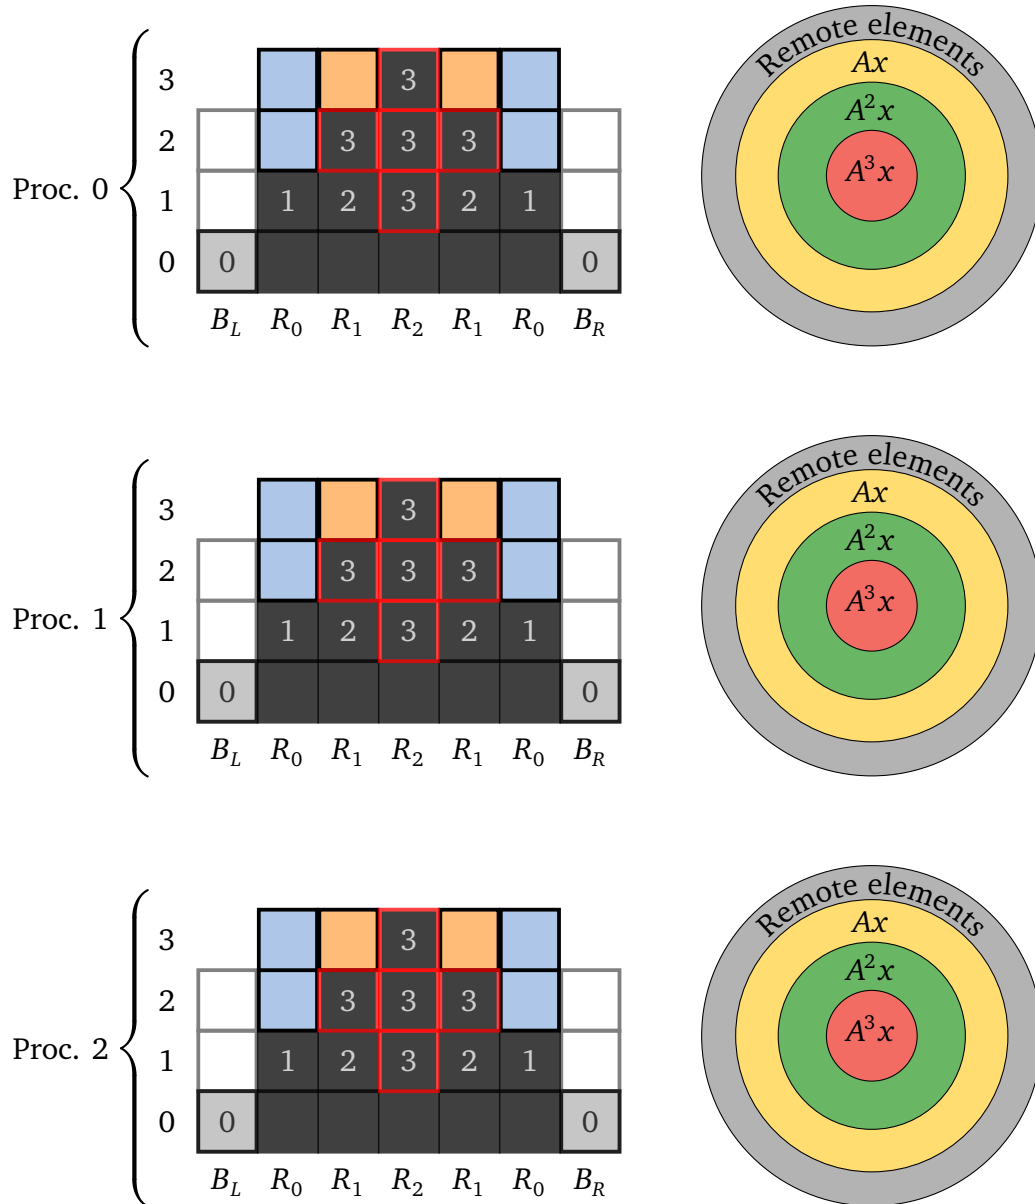 3 3 Remote elements
2 3 3 3 Ax
Proc. 0 A²x
1 1 2 3 2 1 A³x
0 0 0
B_L R_0 R_1 R_2 R_1 R_0 B_R
3 3 Remote elements
2 3 3 3 Ax
Proc. 1 A²x
1 1 2 3 2 1 A³x
0 0 0
B_L R_0 R_1 R_2 R_1 R_0 B_R
3 3 Remote elements
2 3 3 3 Ax
Proc. 2 A²x
1 1 2 3 2 1 A³x
0 0 0
B_L R_0 R_1 R_2 R_1 R_0 B_R